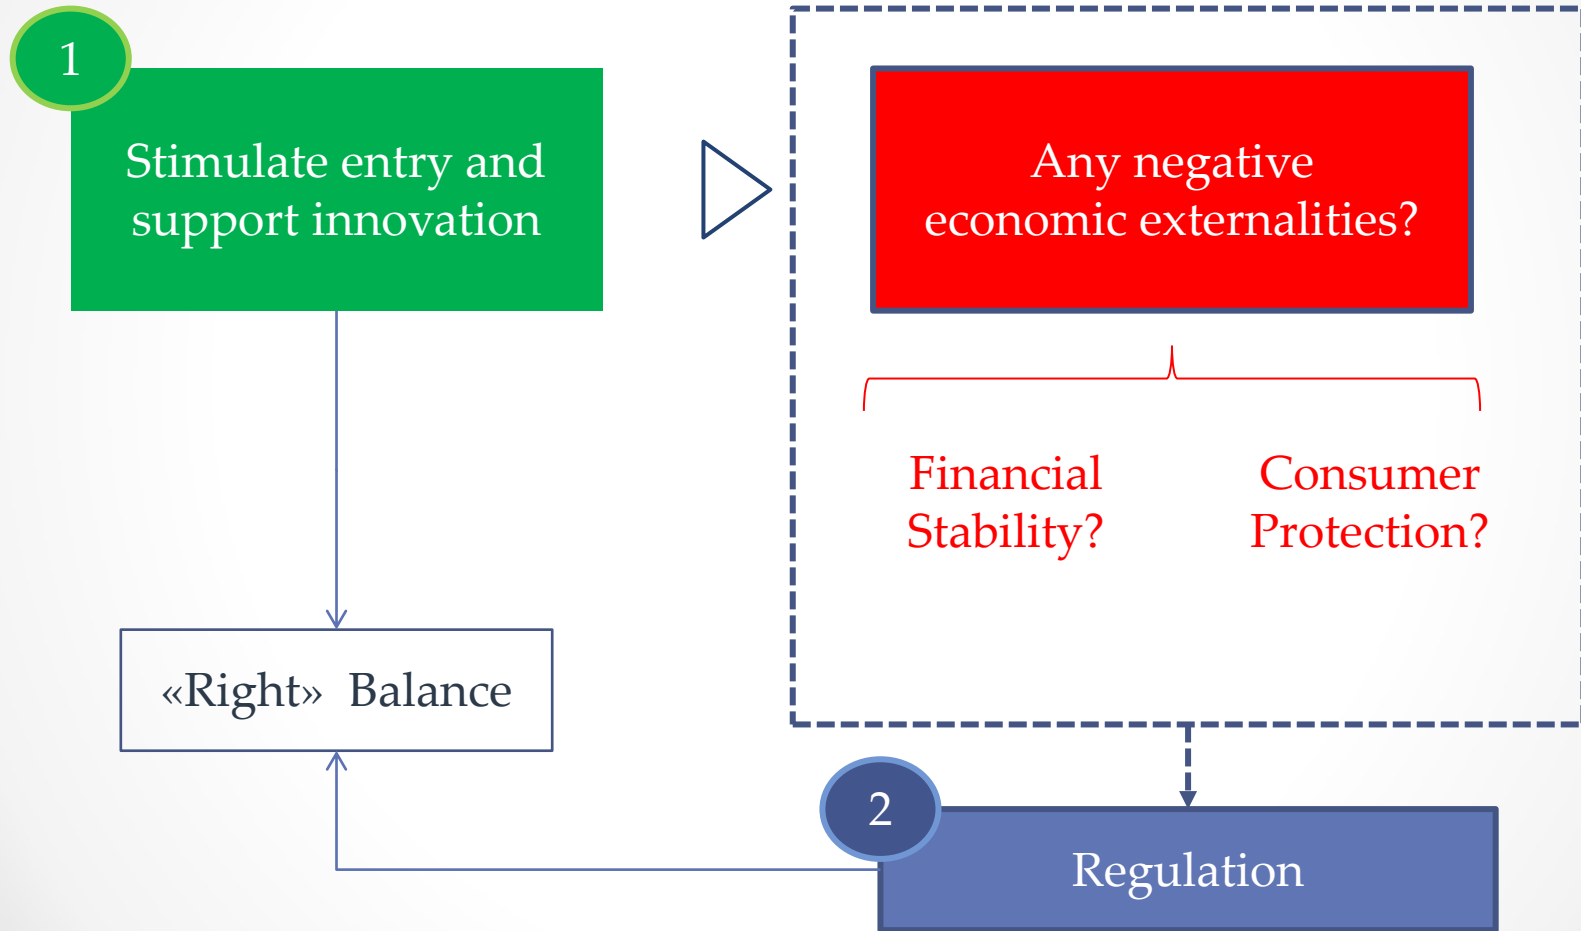 1
Stimulate entry and
support innovation
Any negative
economic externalities?
Financial
Stability?
Consumer
Protection?
«Right» Balance
2
Regulation